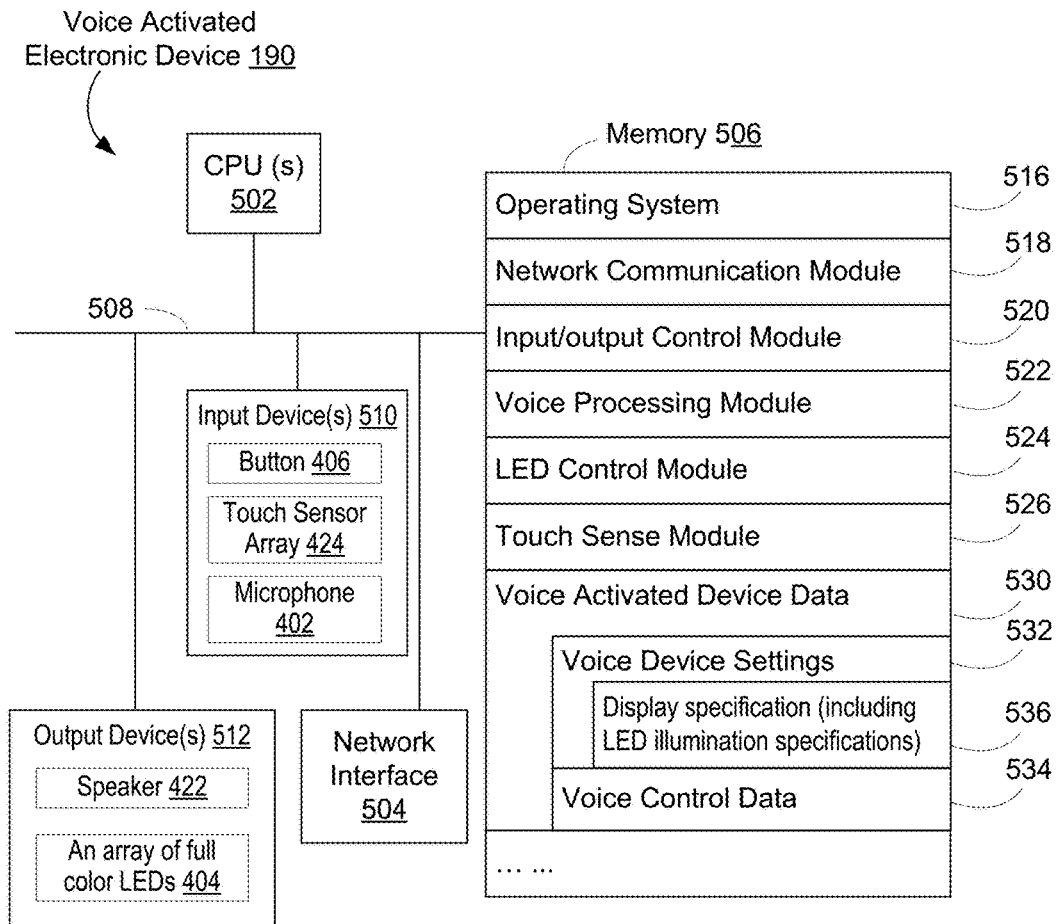 Voice Activated
Electronic Device 190
CPU (s)
502
508
Input Device(s) 510
Button 406
Touch Sensor
Array 424
Microphone
402
Output Device(s) 512
Speaker 422
An array of full
color LEDs 404
Network
Interface
504
Memory 506
Operating System
516
Network Communication Module
518
Input/output Control Module
520
Voice Processing Module
522
LED Control Module
524
Touch Sense Module
526
Voice Activated Device Data
530
Voice Device Settings
532
Display specification (including
LED illumination specifications)
536
Voice Control Data
534
... ...